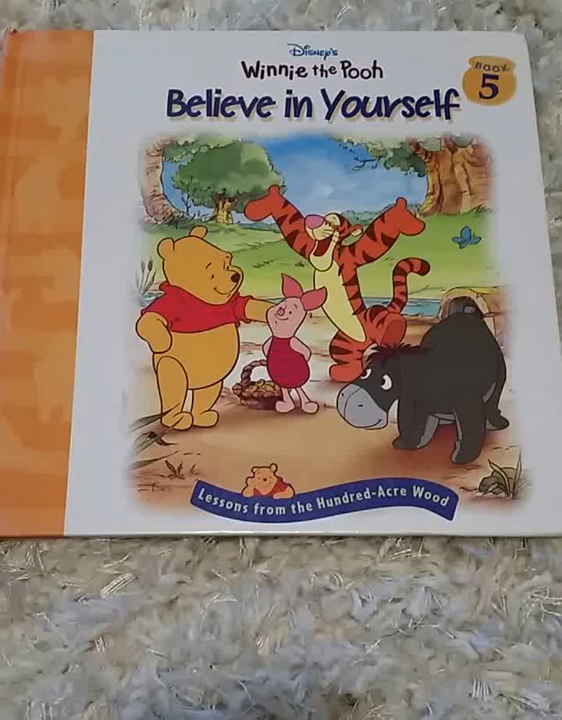 Disney's
Winnie the Pooh
BOOK
5
Believe in Yourself
Lessons from the Hundred-Acre Wood